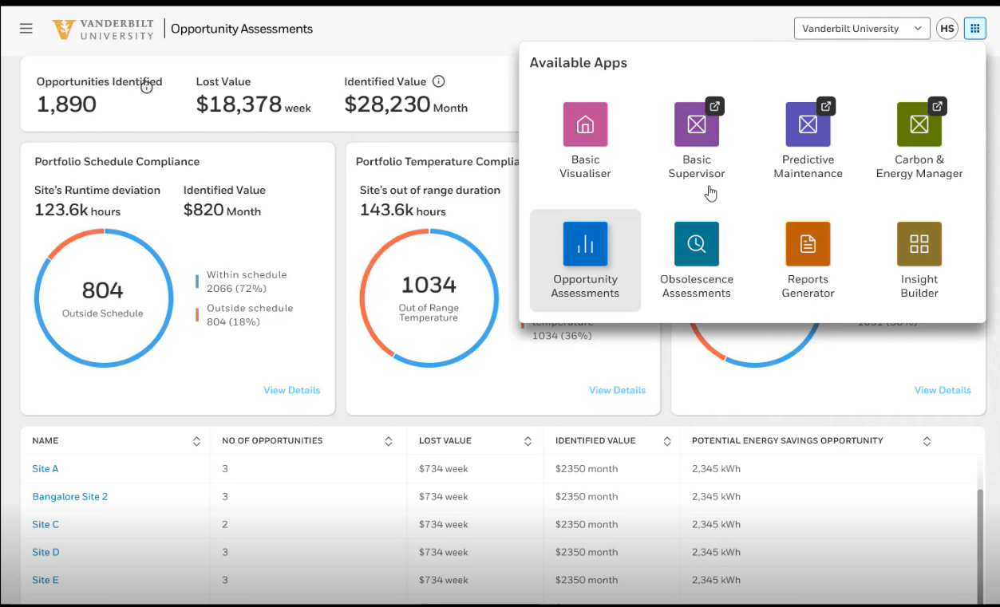 VANDERBILT
UNIVERSITY
Opportunity Assessments
Vanderbilt University
HS
Available Apps
Basic
Visualiser
Basic
Supervisor
Predictive
Maintenance
Carbon &
Energy Manager
Opportunity
Assessments
Obsolescence
Assessments
Reports
Generator
Insight
Builder
Opportunities Identified
1,890
Lost Value
$18,378 week
Identified Value
$28,230 Month
Portfolio Schedule Compliance
Site's Runtime deviation
123.6k hours
Identified Value
$820 Month
804
Outside Schedule
Within schedule
2066 (72%)
Outside schedule
804 (18%)
View Details
Portfolio Temperature Complia
Site's out of range duration
143.6k hours
1034
Out of Range
Temperature
temperature
1034 (36%)
View Details
View Details
NAME NO OF OPPORTUNITIES LOST VALUE IDENTIFIED VALUE POTENTIAL ENERGY SAVINGS OPPORTUNITY
Site A 3 $734 week $2350 month 2,345 kWh
Bangalore Site 2 3 $734 week $2350 month 2,345 kWh
Site C 2 $734 week $2350 month 2,345 kWh
Site D 3 $734 week $2350 month 2,345 kWh
Site E 3 $734 week $2350 month 2,345 kWh